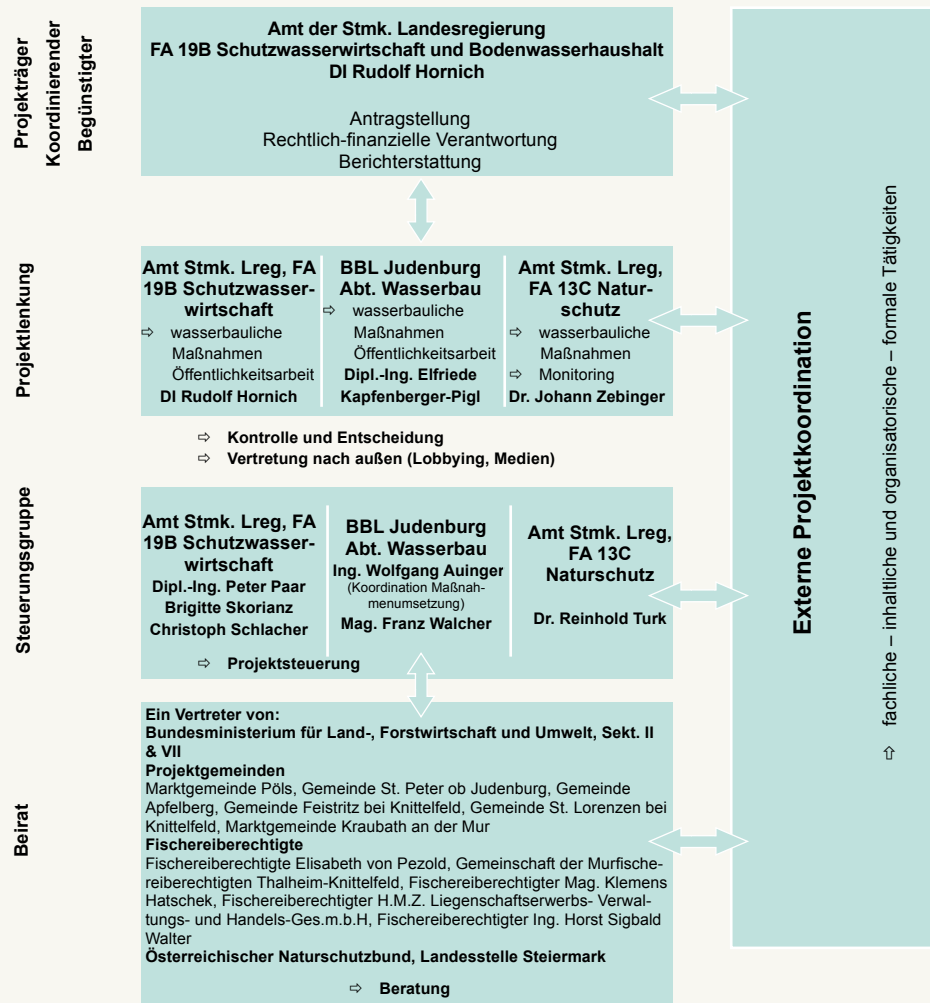 Projekträger
Koordinierender
Begünstigter
Amt der Stmk. Landesregierung
FA 19B Schutzwasserwirtschaft und Bodenwasserhaushalt
DI Rudolf Hornich
Antragstellung
Rechtlich-finanzielle Verantwortung
Berichterstattung
Projektlenkung
Amt Stmk. Lreg, FA
19B Schutzwasser-
wirtschaft
⇨ wasserbauliche
Maßnahmen
Öffentlichkeitsarbeit
DI Rudolf Hornich
BBL Judenburg
Abt. Wasserbau
⇨ wasserbauliche
Maßnahmen
Öffentlichkeitsarbeit
Dipl.-Ing. Elfriede
Kapfenberger-Pigl
Amt Stmk. Lreg,
FA 13C Natur-
schutz
⇨ wasserbauliche
Maßnahmen
⇨ Monitoring
Dr. Johann Zebinger
⇨ Kontrolle und Entscheidung
⇨ Vertretung nach außen (Lobbying, Medien)
Steuerungsgruppe
Amt Stmk. Lreg, FA
19B Schutzwasser-
wirtschaft
Dipl.-Ing. Peter Paar
Brigitte Skorianz
Christoph Schlacher
BBL Judenburg
Abt. Wasserbau
Ing. Wolfgang Auinger
(Koordination Maßnah-
menumsetzung)
Mag. Franz Walcher
Amt Stmk. Lreg,
FA 13C
Naturschutz
Dr. Reinhold Turk
⇨ Projektsteuerung
Beirat
Ein Vertreter von:
Bundesministerium für Land-, Forstwirtschaft und Umwelt, Sekt. II
& VII
Projektgemeinden
Marktgemeinde Pöls, Gemeinde St. Peter ob Judenburg, Gemeinde
Apfelberg, Gemeinde Feistritz bei Knittelfeld, Gemeinde St. Lorenzen bei
Knittelfeld, Marktgemeinde Kraubath an der Mur
Fischereiberechtigte
Fischereiberechtigte Elisabeth von Pezold, Gemeinschaft der Murfische-
reiberechtigten Thalheim-Knittelfeld, Fischereiberechtigter Mag. Klemens
Hatschek, Fischereiberechtigter H.M.Z. Liegenschaftserwerbs- Verwal-
tungs- und Handels-Ges.m.b.H, Fischereiberechtigter Ing. Horst Sigbald
Walter
Österreichischer Naturschutzbund, Landesstelle Steiermark
⇨ Beratung
Externe Projektkoordination
⇨ fachliche – inhaltliche und organisatorische – formale Tätigkeiten